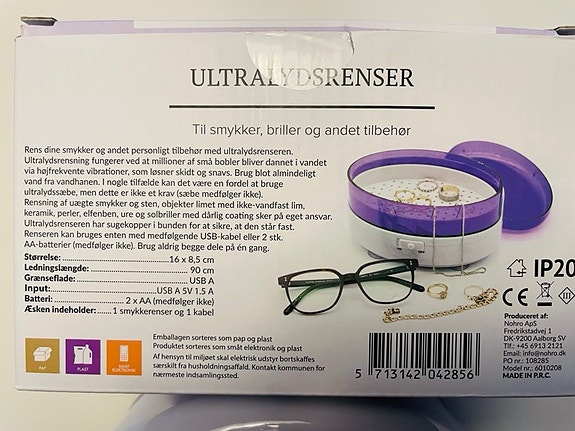 ULTRALYDSRENSER
Til smykker, briller og andet tilbehør
Rens dine smykker og andet personligt tilbehør med ultralydsrenseren.
Ultralydsrensning fungerer ved at millioner af små bobler bliver dannet i vandet
via højfrekvente vibrationer, som løsner skidt og snavs. Brug blot almindeligt
vand fra vandhanen. I nogle tilfælde kan det være en fordel at bruge
ultralydssæbe, men dette er ikke et krav (sæbe medfølger ikke).
Rensning af uægte smykker og sten, objekter limet med ikke-vandfast lim,
keramik, perler, elfenben, ure og solbriller med dårlig coating sker på eget ansvar.
Ultralydsrenseren har sugekopper i bunden for at sikre, at den står fast.
Renseren kan bruges enten med medfølgende USB-kabel eller 2 stk.
AA-batterier (medfølger ikke). Brug aldrig begge dele på én gang.
Størrelse: 16 x 8,5 cm
Ledningslængde: 90 cm
Grænseflade: USB A
Input: USB A 5V 1.5 A
Batteri: 2 x AA (medfølger ikke)
Æsken indeholder: 1 smykkerenser og 1 kabel
PAP
PLAST
SMÅT ELEKTRONIK
Emballagen sorteres som pap og plast
Produktet sorteres som småt elektronik og plast
Af hensyn til miljøet skal elektrisk udstyr bortskaffes
særskilt fra husholdningsaffald. Kontakt kommunen for
nærmeste indsamlingssted.
5 713142 042856
IP20
CE
III
Produceret af:
Nohro ApS
Fredrikstadvej 1
DK-9200 Aalborg SV
Tlf.: +45 6913 2121
Email: info@nohro.dk
PO nr.: 108285
Model: 6010208
MADE IN P.R.C.